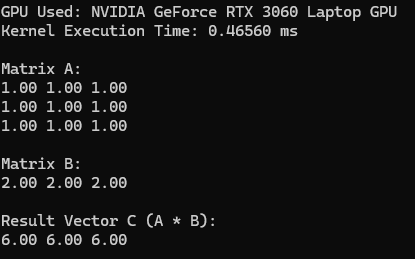 GPU Used: NVIDIA GeForce RTX 3060 Laptop GPU
Kernel Execution Time: 0.46560 ms
Matrix A:
1.00 1.00 1.00
1.00 1.00 1.00
1.00 1.00 1.00
Matrix B:
2.00 2.00 2.00
Result Vector C (A * B):
6.00 6.00 6.00